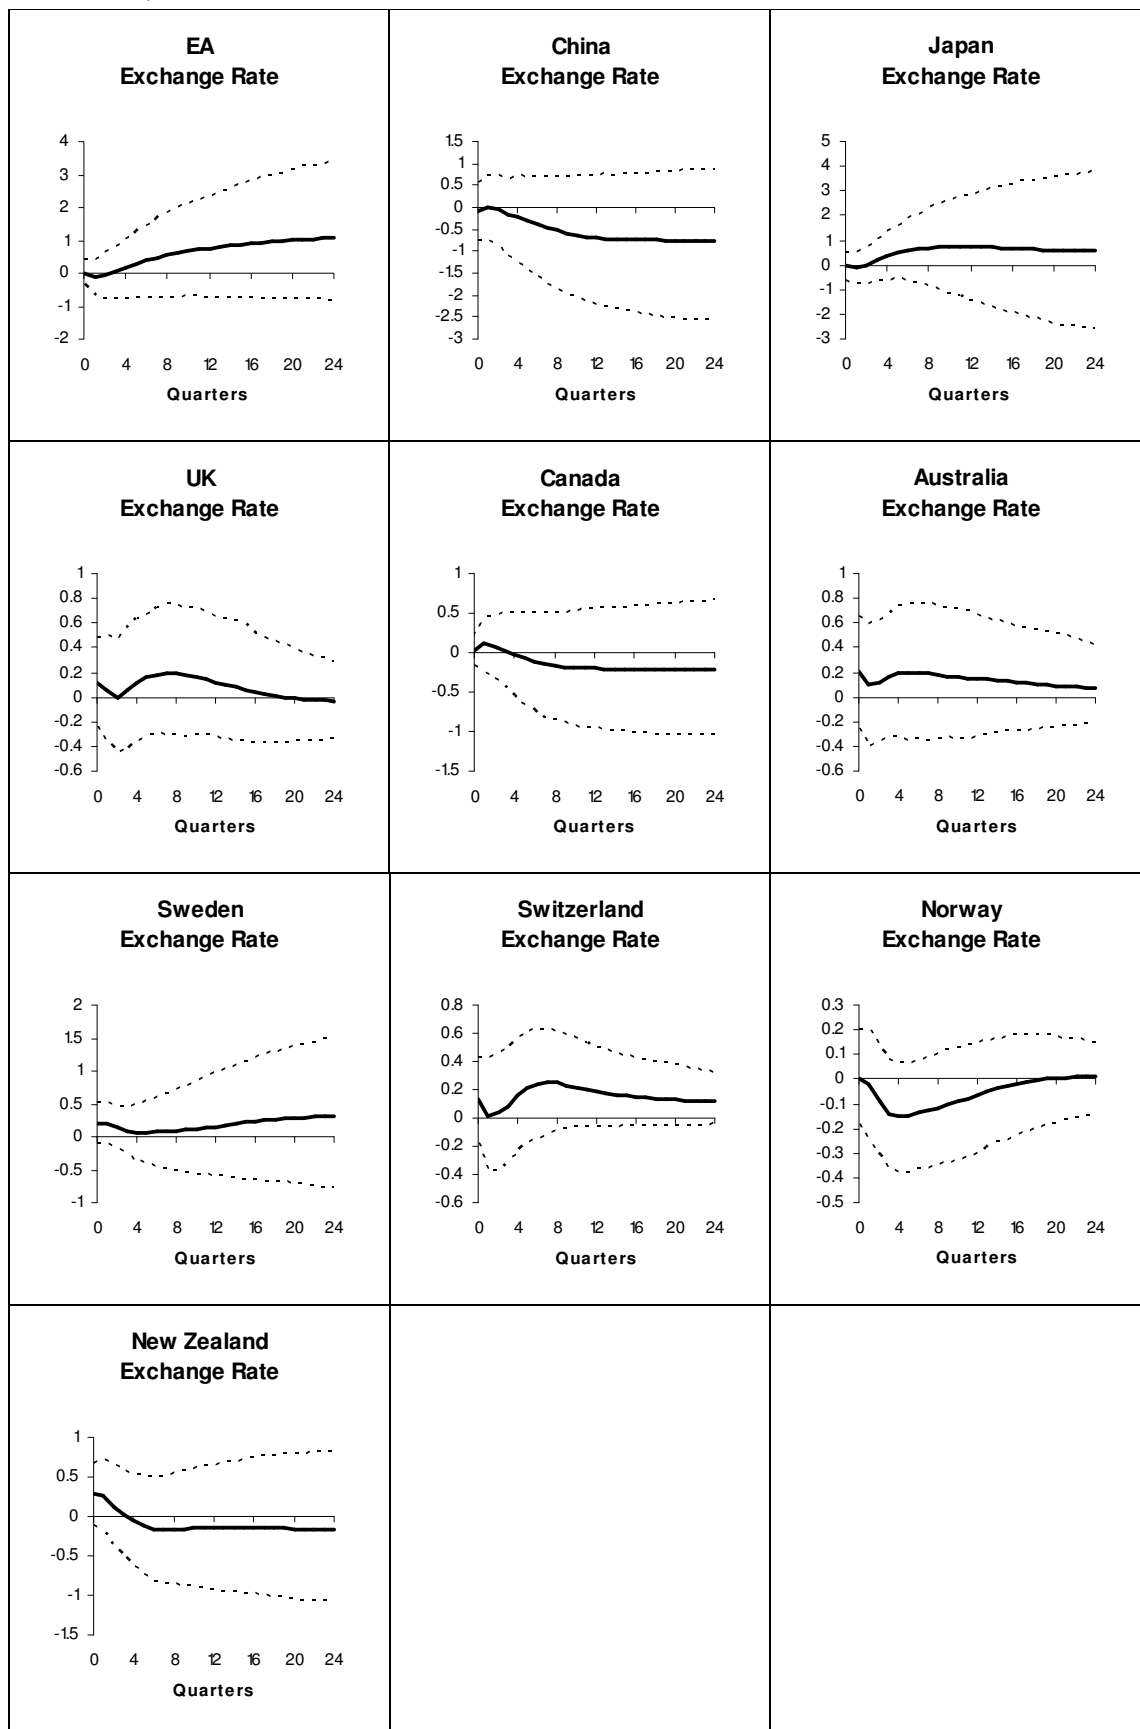 EA
Exchange Rate
4
3
2
1
0
-1
-2
0 4 8 12 16 20 24
Quarters
China
Exchange Rate
1.5
1
0.5
0
-0.5
-1
-1.5
-2
-2.5
-3
0 4 8 12 16 20 24
Quarters
Japan
Exchange Rate
5
4
3
2
1
0
-1
-2
-3
0 4 8 12 16 20 24
Quarters
UK
Exchange Rate
1
0.8
0.6
0.4
0.2
0
-0.2
-0.4
-0.6
0 4 8 12 16 20 24
Quarters
Canada
Exchange Rate
1
0.5
0
-0.5
-1
-1.5
0 4 8 12 16 20 24
Quarters
Australia
Exchange Rate
1
0.8
0.6
0.4
0.2
0
-0.2
-0.4
-0.6
0 4 8 12 16 20 24
Quarters
Sweden
Exchange Rate
2
1.5
1
0.5
0
-0.5
-1
0 4 8 12 16 20 24
Quarters
Switzerland
Exchange Rate
0.8
0.6
0.4
0.2
0
-0.2
-0.4
-0.6
0 4 8 12 16 20 24
Quarters
Norway
Exchange Rate
0.3
0.2
0.1
0
-0.1
-0.2
-0.3
-0.4
-0.5
0 4 8 12 16 20 24
Quarters
New Zealand
Exchange Rate
1
0.5
0
-0.5
-1
-1.5
0 4 8 12 16 20 24
Quarters